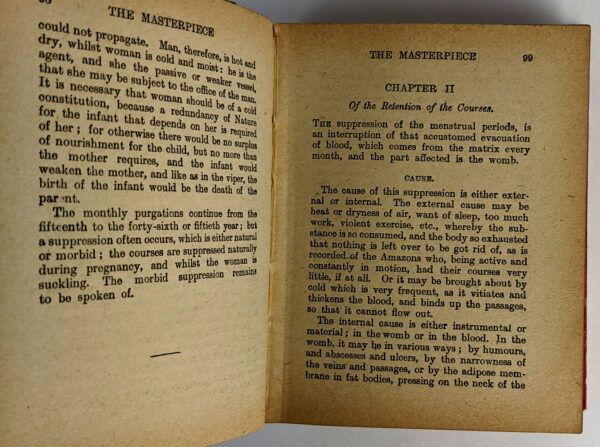 98
THE MASTERPIECE
could not propagate. Man, therefore, is hot and
dry, whilst woman is cold and moist: he is the
agent, and she the passive or weaker vessel,
that she may be subject to the office of the man.
It is necessary that woman should be of a cold
constitution, because a redundancy of Nature
for the infant that depends on her is required
of her; for otherwise there would be no surplus
of nourishment for the child, but no more than
the mother requires, and the infant would
weaken the mother, and like as in the viper, the
birth of the infant would be the death of the
parent.
The monthly purgations continue from the
fifteenth to the forty-sixth or fiftieth year; but
a suppression often occurs, which is either natural
or morbid; the courses are suppressed naturally
during pregnancy, and whilst the woman is
suckling. The morbid suppression remains
to be spoken of.
THE MASTERPIECE 99
CHAPTER II
Of the Retention of the Courses.
THE suppression of the menstrual periods, is
an interruption of that accustomed evacuation
of blood, which comes from the matrix every
month, and the part affected is the womb.
CAUSE.
The cause of this suppression is either exter-
nal or internal. The external cause may be
heat or dryness of air, want of sleep, too much
work, violent exercise, etc., whereby the sub-
stance is so consumed, and the body so exhausted
that nothing is left over to be got rid of, as is
recorded of the Amazons who, being active and
constantly in motion, had their courses very
little, if at all. Or it may be brought about by
cold which is very frequent, as it vitiates and
thickens the blood, and binds up the passages,
so that it cannot flow out.
The internal cause is either instrumental or
material; in the womb or in the blood. In the
womb, it may be in various ways; by humours,
and abscesses and ulcers, by the narrowness of
the veins and passages, or by the adipose mem-
brane in fat bodies, pressing on the neck of the